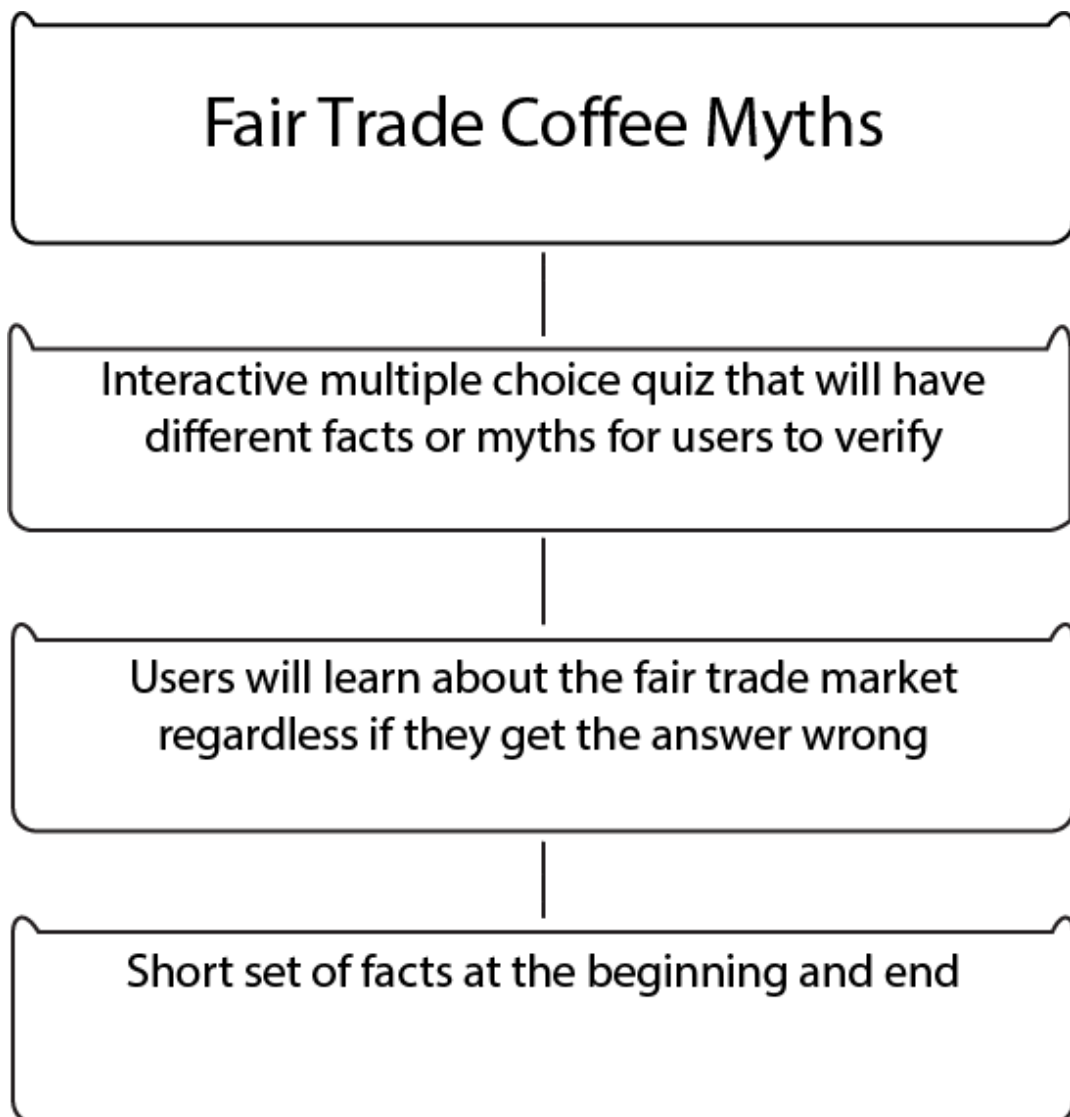 Fair Trade Coffee Myths
Interactive multiple choice quiz that will have
different facts or myths for users to verify
Users will learn about the fair trade market
regardless if they get the answer wrong
Short set of facts at the beginning and end